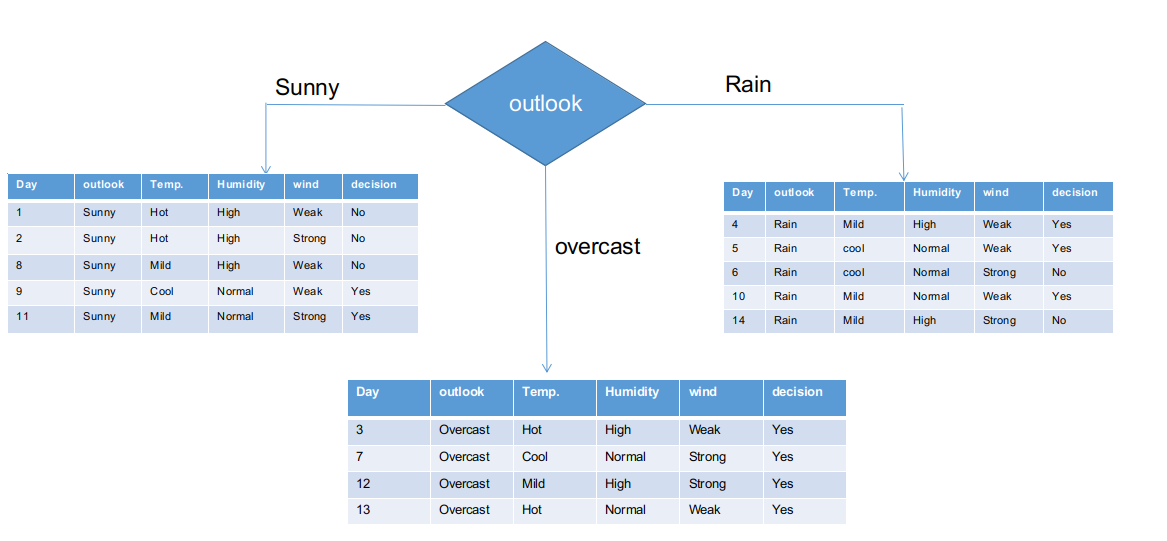 Sunny
outlook
Rain
Day outlook Temp. Humidity wind decision
1 Sunny Hot High Weak No
2 Sunny Hot High Strong No
8 Sunny Mild High Weak No
9 Sunny Cool Normal Weak Yes
11 Sunny Mild Normal Strong Yes
Day outlook Temp. Humidity wind decision
4 Rain Mild High Weak Yes
5 Rain cool Normal Weak Yes
6 Rain cool Normal Strong No
10 Rain Mild Normal Weak Yes
14 Rain Mild High Strong No
overcast
Day outlook Temp. Humidity wind decision
3 Overcast Hot High Weak Yes
7 Overcast Cool Normal Strong Yes
12 Overcast Mild High Strong Yes
13 Overcast Hot Normal Weak Yes